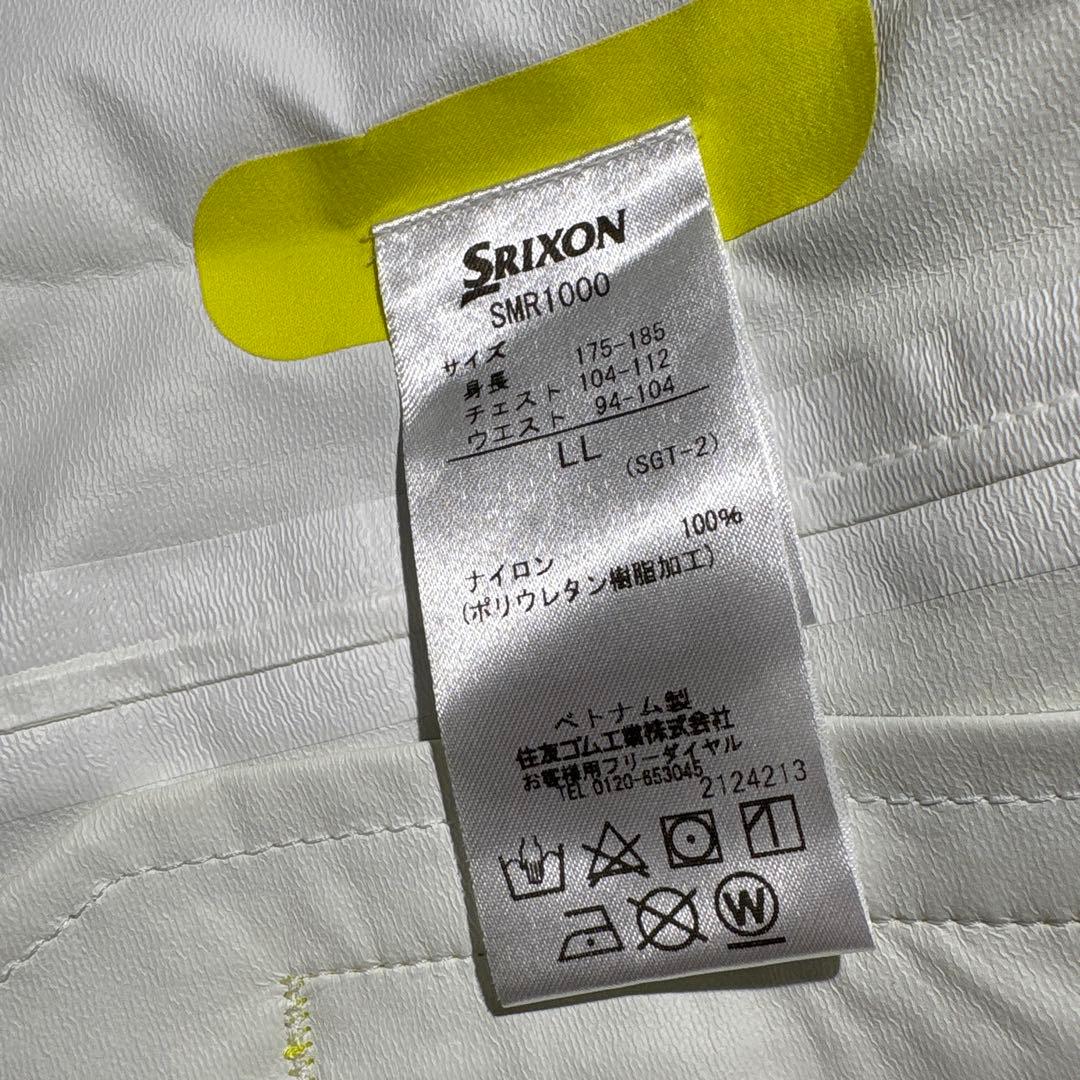 SRIXON
SMR1000
サイズ
身長 175-185
チェスト 104-112
ウエスト 94-104
LL (SGT-2)
ナイロン 100%
(ポリウレタン樹脂加工)
ベトナム製
住友ゴム工業株式会社
お客様用フリーダイヤル
TEL 0120-653045
2124213
W